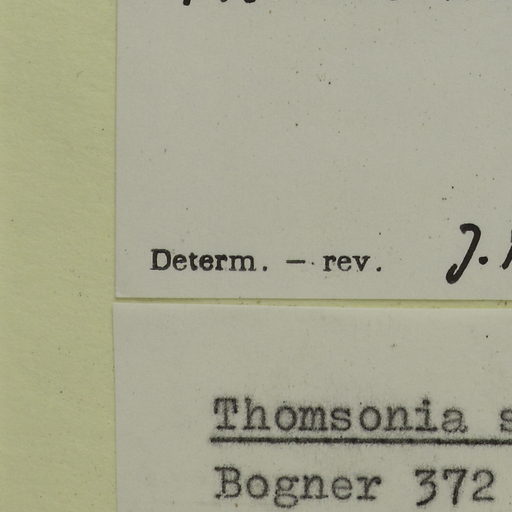 Determ. — rev. J.
Thomsonia s
Bogner 372